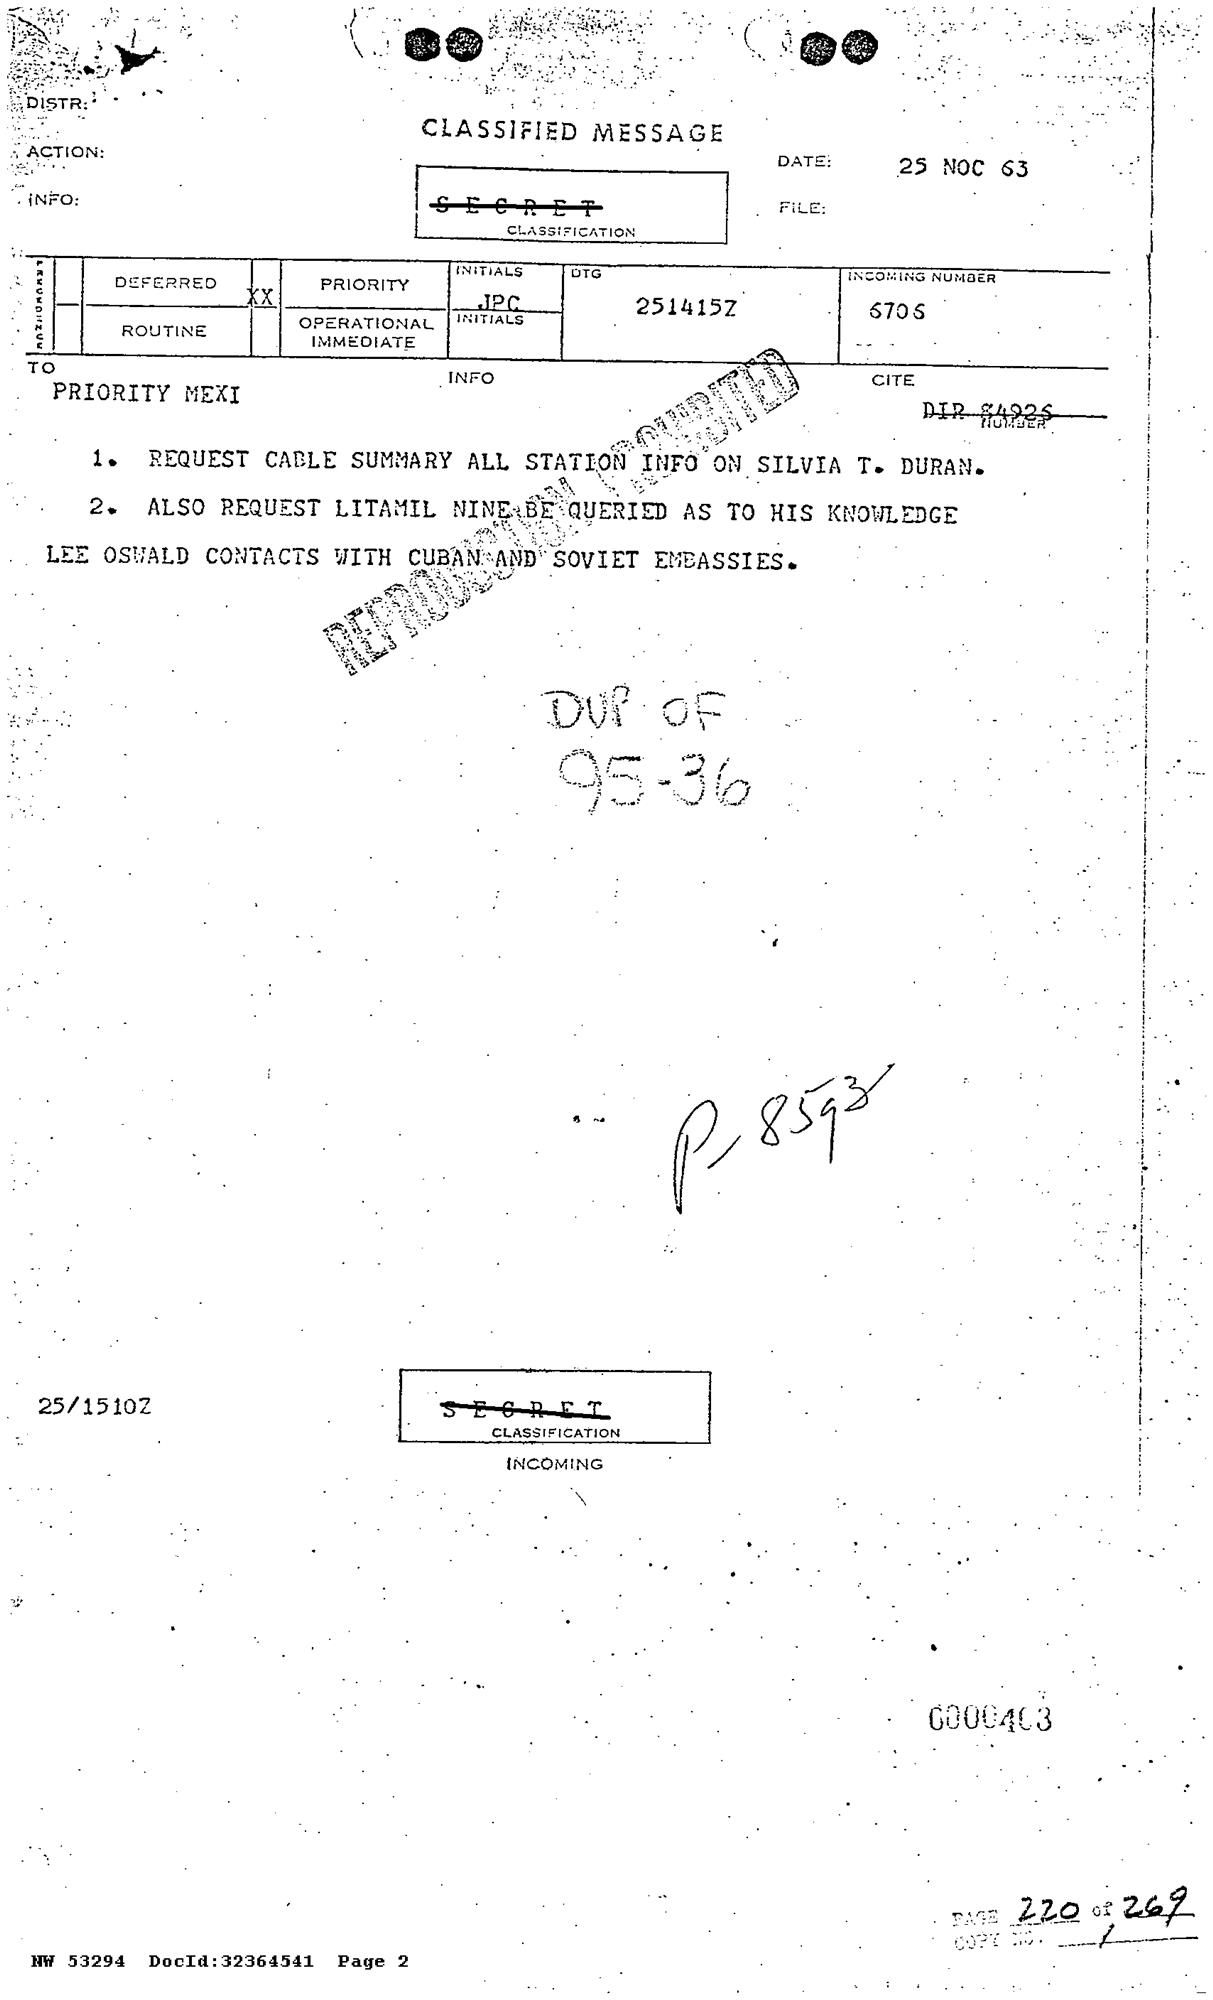 DISTR:
CLASSIFIED MESSAGE
ACTION:
DATE: 25 NOC 63
INFO:
SECRET
FILE:
CLASSIFICATION
PRECEDENCE
DEFERRED XX PRIORITY INITIALS JPC DTG 251415Z INCOMING NUMBER 6706
ROUTINE OPERATIONAL IMMEDIATE INITIALS
TO INFO CITE
PRIORITY MEXI
DIR 84926
NUMBER
REPRODUCTION PROHIBITED
1. REQUEST CABLE SUMMARY ALL STATION INFO ON SILVIA T. DURAN.
2. ALSO REQUEST LITAMIL NINE BE QUERIED AS TO HIS KNOWLEDGE
LEE OSWALD CONTACTS WITH CUBAN AND SOVIET EMBASSIES.
DUP OF
95-36
P, 8593
25/1510Z
SECRET
CLASSIFICATION
INCOMING
PAGE 220 of 269
COPY NO. 1
NW 53294 DocId:32364541 Page 2